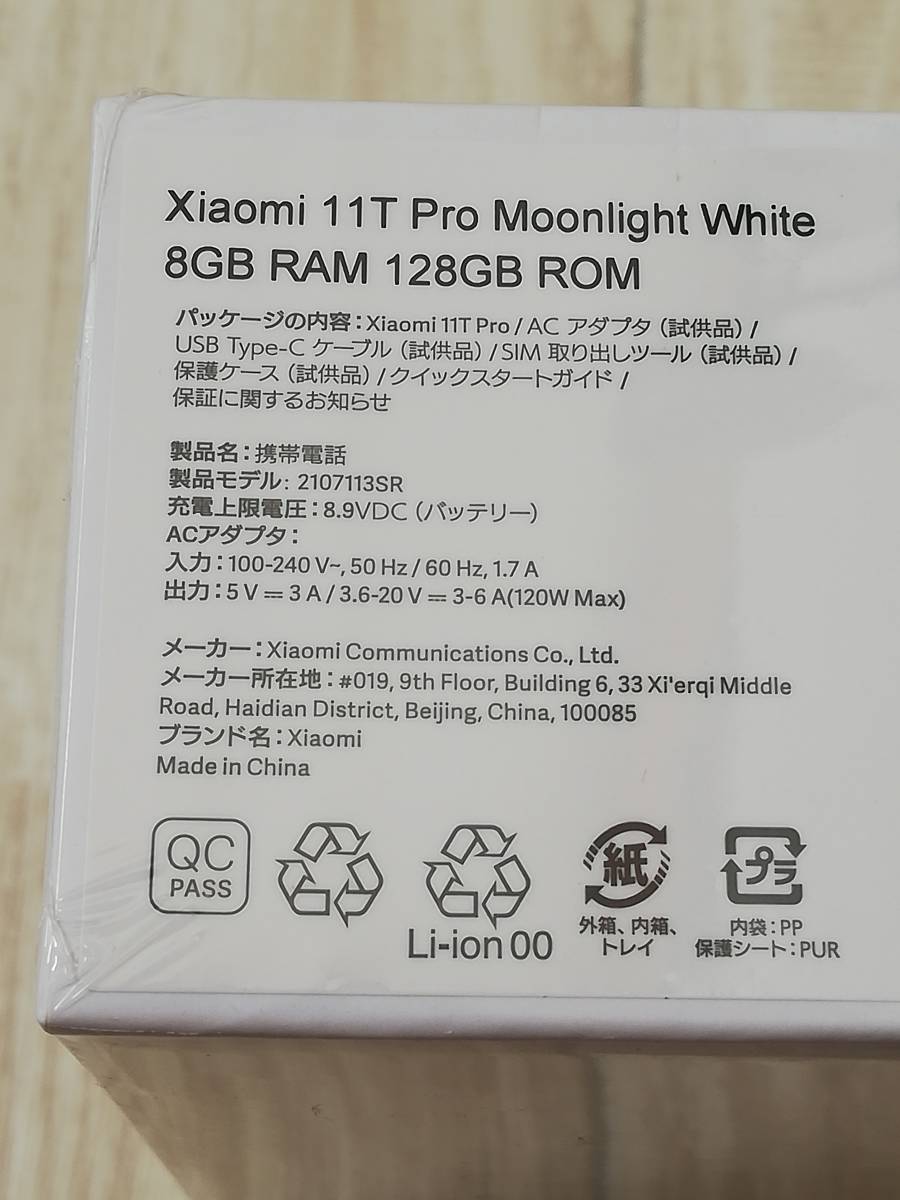 Xiaomi 11T Pro Moonlight White
8GB RAM 128GB ROM
パッケージの内容：Xiaomi 11T Pro / AC アダプタ（試供品）/
USB Type-C ケーブル（試供品）/ SIM 取り出しツール（試供品）/
保護ケース（試供品）/ クイックスタートガイド /
保証に関するお知らせ
製品名：携帯電話
製品モデル: 2107113SR
充電上限電圧：8.9VDC（バッテリー）
ACアダプタ：
入力：100-240 V~, 50 Hz / 60 Hz, 1.7 A
出力：5 V ⎓ 3 A / 3.6-20 V ⎓ 3-6 A(120W Max)
メーカー：Xiaomi Communications Co., Ltd.
メーカー所在地：#019, 9th Floor, Building 6, 33 Xi'erqi Middle
Road, Haidian District, Beijing, China, 100085
ブランド名：Xiaomi
Made in China
QC
PASS
Li-ion 00
紙
外箱、内箱、
トレイ
プラ
内袋：PP
保護シート：PUR